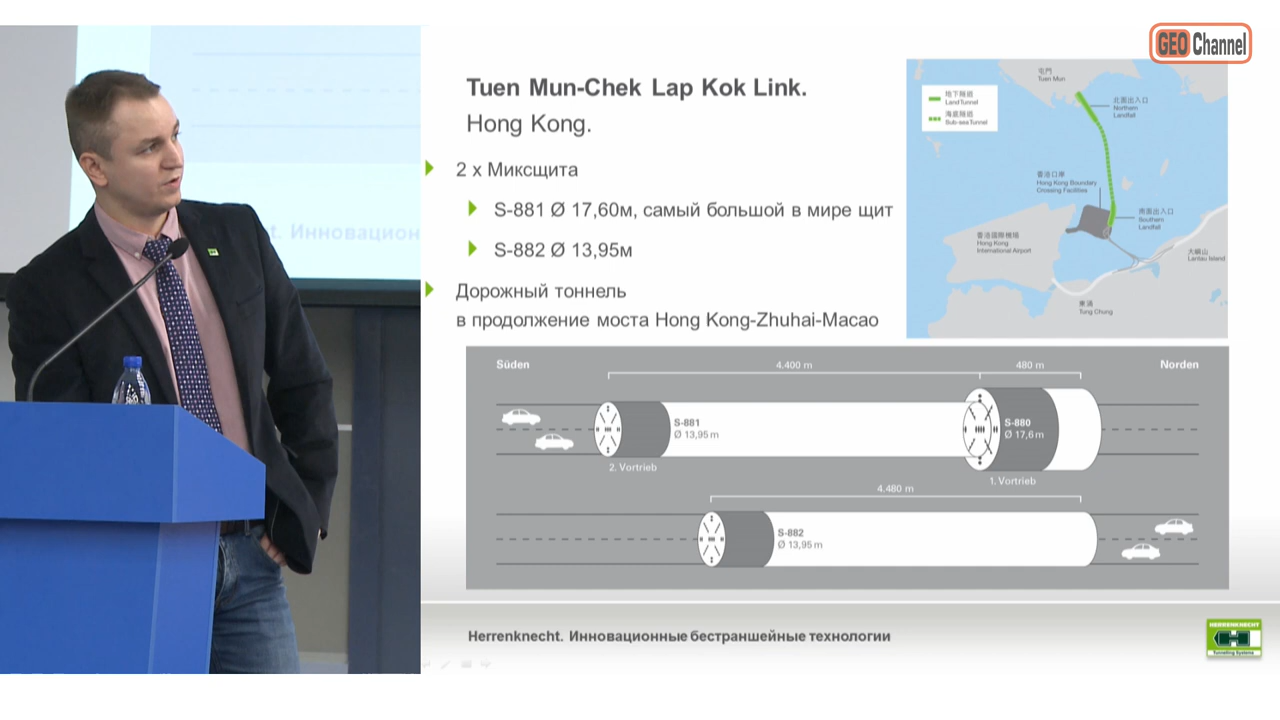 GEO Channel
t. Инновацион
Tuen Mun-Chek Lap Kok Link.
Hong Kong.
2 x Миксщита
S-881 Ø 17,60м, самый большой в мире щит
S-882 Ø 13,95м
Дорожный тоннель
в продолжение моста Hong Kong-Zhuhai-Macao
屯門
Tuen Mun
地下隧道
Land Tunnel
海底隧道
Sub-sea Tunnel
北面出入口
Northern
Landfall
香港口岸
Hong Kong Boundary
Crossing Facilities
南面出入口
Southern
Landfall
香港國際機場
Hong Kong
International Airport
大嶼山
Lantau Island
東涌
Tung Chung
Süden
4.400 m
480 m
Norden
S-881
Ø 13,95 m
S-880
Ø 17,6 m
2. Vortrieb
1. Vortrieb
4.480 m
S-882
Ø 13,95 m
Herrenknecht. Инновационные бестраншейные технологии
HERRENKNECHT
Tunnelling Systems